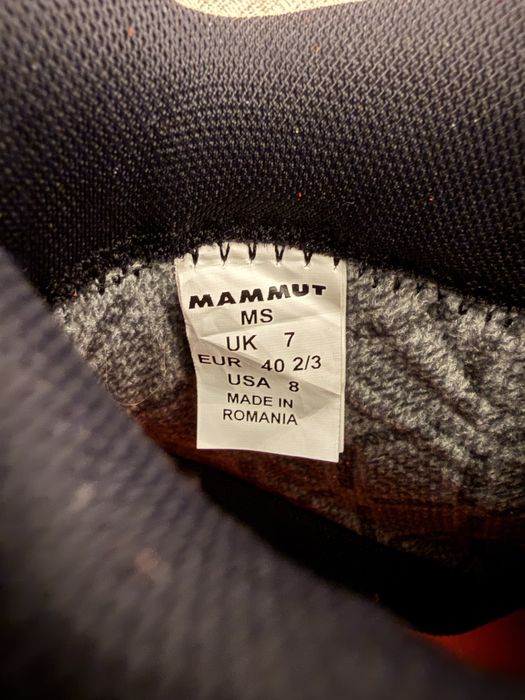 MAMMUT
MS
UK 7
EUR 40 2/3
USA 8
MADE IN
ROMANIA